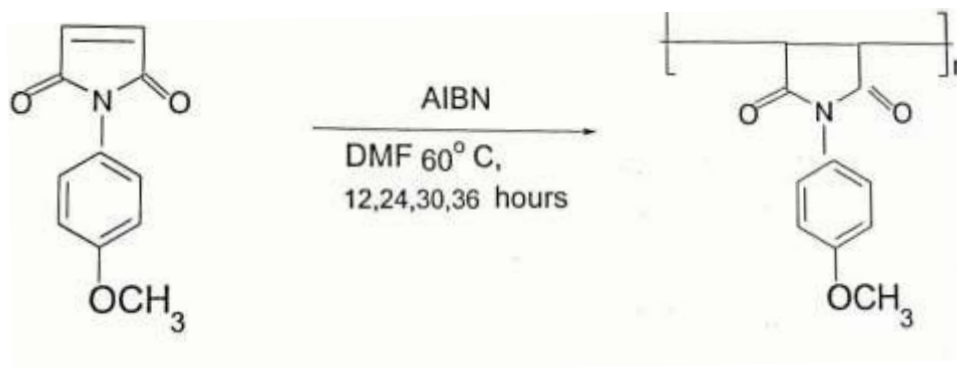 O
N
O
OCH3
AIBN
DMF 60° C,
12,24,30,36 hours
n
O
N
O
OCH3